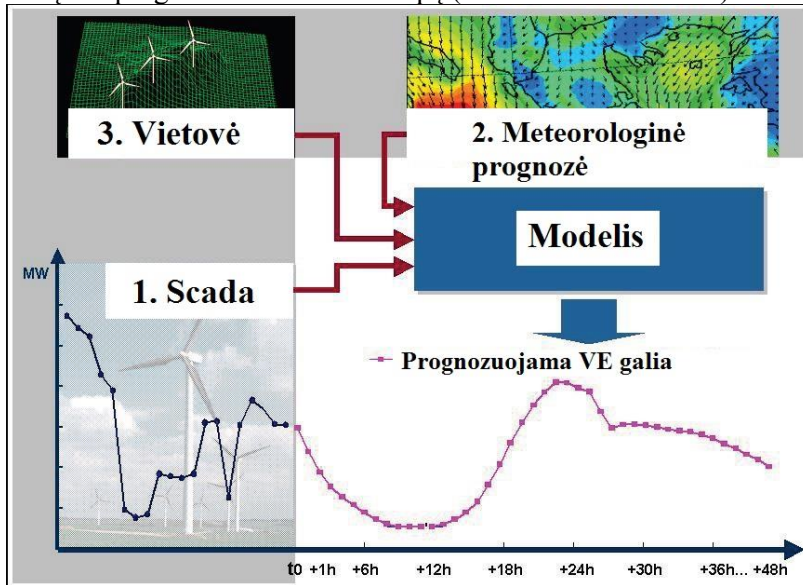 3. Vietovė
2. Meteorologinė
prognozė
Modelis
1. Scada
MW
Prognozuojama VE galia
t0 +1h +6h +12h +18h +24h +30h +36h... +48h